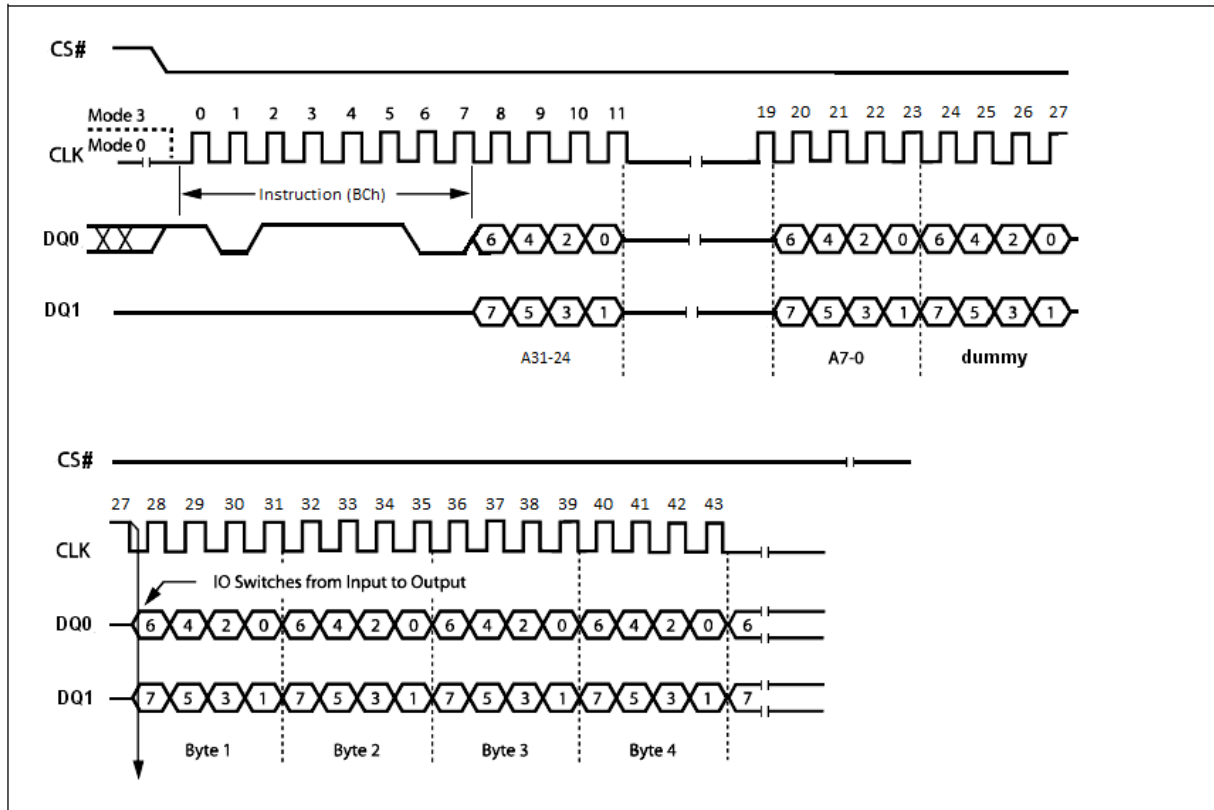 CS#
Mode 3
Mode 0
CLK
0 1 2 3 4 5 6 7 8 9 10 11 19 20 21 22 23 24 25 26 27
Instruction (BCh)
DQ0
6 4 2 0 6 4 2 0 6 4 2 0
DQ1
7 5 3 1 7 5 3 1 7 5 3 1
A31-24 A7-0 dummy
CS#
27 28 29 30 31 32 33 34 35 36 37 38 39 40 41 42 43
CLK
IO Switches from Input to Output
DQ0
6 4 2 0 6 4 2 0 6 4 2 0 6 4 2 0 6
DQ1
7 5 3 1 7 5 3 1 7 5 3 1 7 5 3 1 7
Byte 1 Byte 2 Byte 3 Byte 4